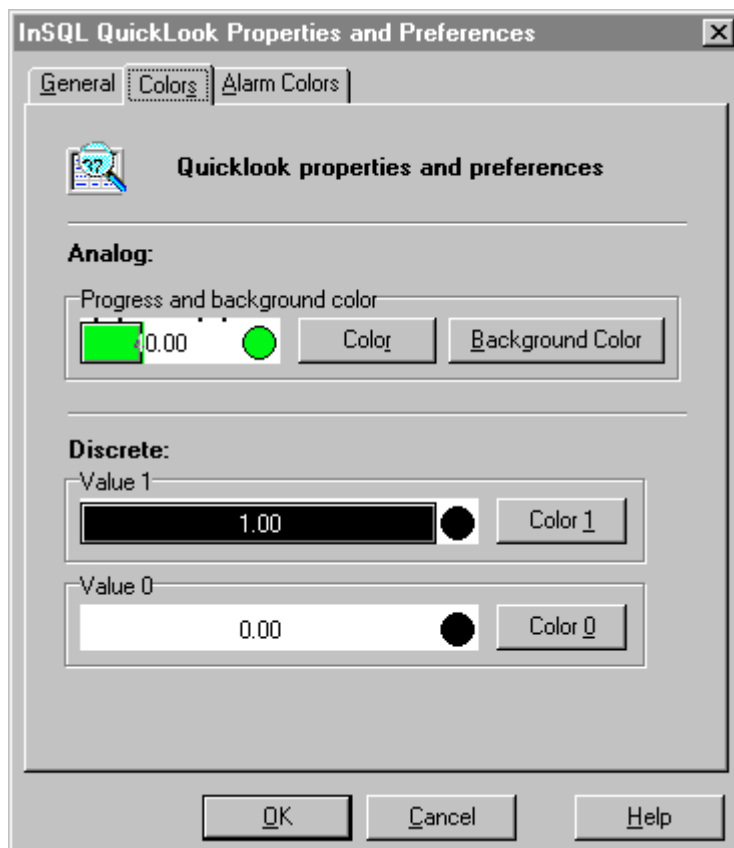 InSQL QuickLook Properties and Preferences
General Colors Alarm Colors
Quicklook properties and preferences
Analog:
Progress and background color
40.00 Color Background Color
Discrete:
Value 1
1.00 Color 1
Value 0
0.00 Color 0
OK Cancel Help